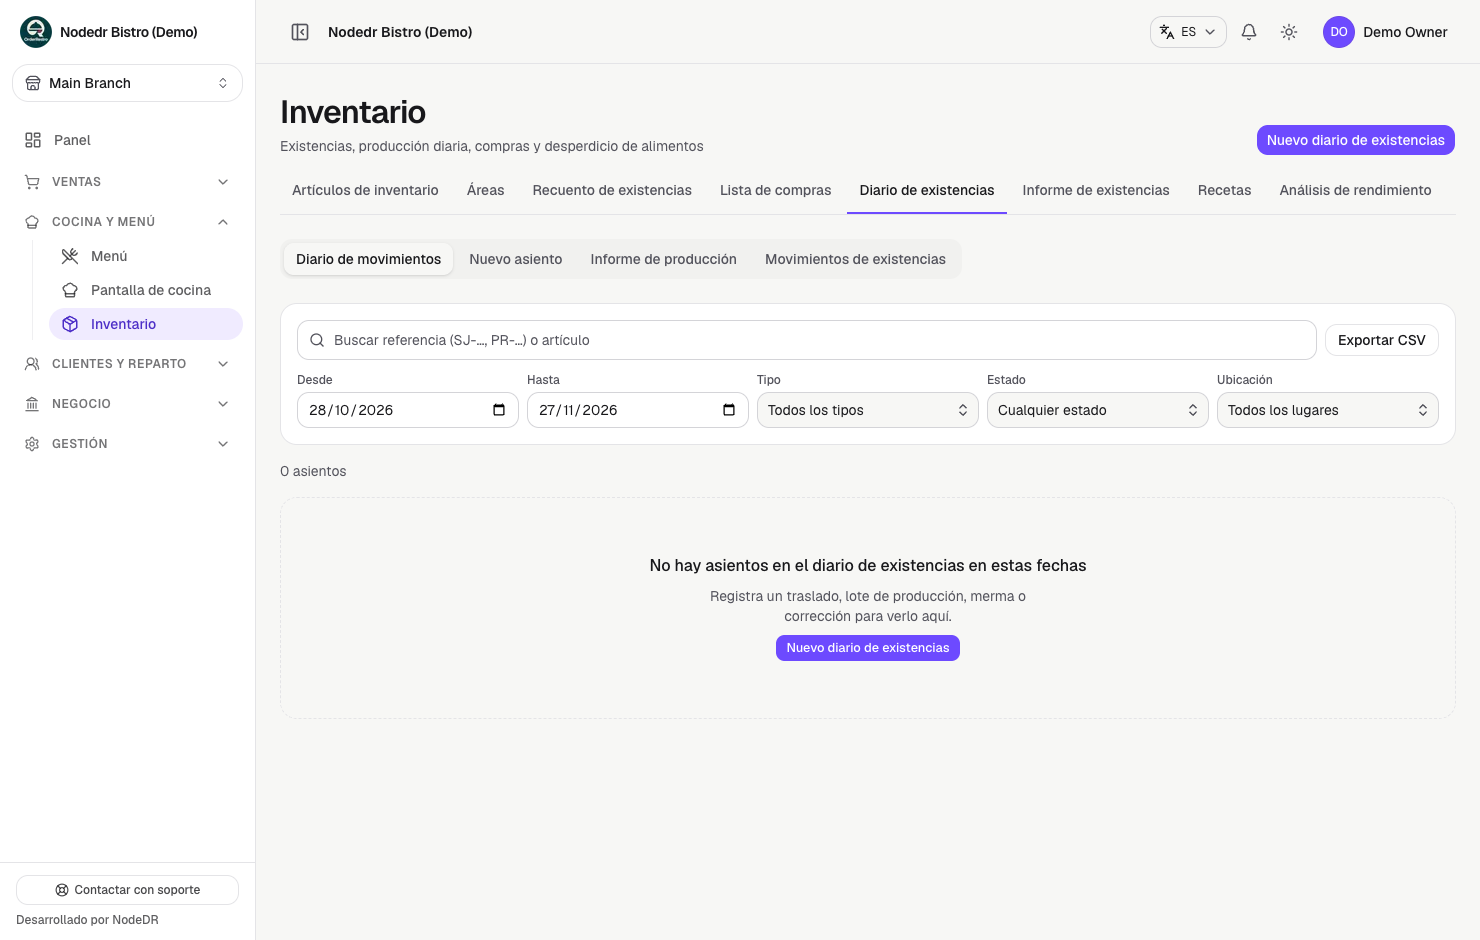 Nodedr Bistro (Demo)
Main Branch
Panel
VENTAS
COCINA Y MENÚ
Menú
Pantalla de cocina
Inventario
CLIENTES Y REPARTO
NEGOCIO
GESTIÓN
Contactar con soporte
Desarrollado por NodeDR
Nodedr Bistro (Demo)
ES
DO
Demo Owner
Inventario
Existencias, producción diaria, compras y desperdicio de alimentos
Nuevo diario de existencias
Artículos de inventario
Áreas
Recuento de existencias
Lista de compras
Diario de existencias
Informe de existencias
Recetas
Análisis de rendimiento
Diario de movimientos
Nuevo asiento
Informe de producción
Movimientos de existencias
Buscar referencia (SJ-…, PR-…) o artículo
Exportar CSV
Desde
Hasta
Tipo
Estado
Ubicación
28/10/2026
27/11/2026
Todos los tipos
Cualquier estado
Todos los lugares
0 asientos
No hay asientos en el diario de existencias en estas fechas
Registra un traslado, lote de producción, merma o
corrección para verlo aquí.
Nuevo diario de existencias